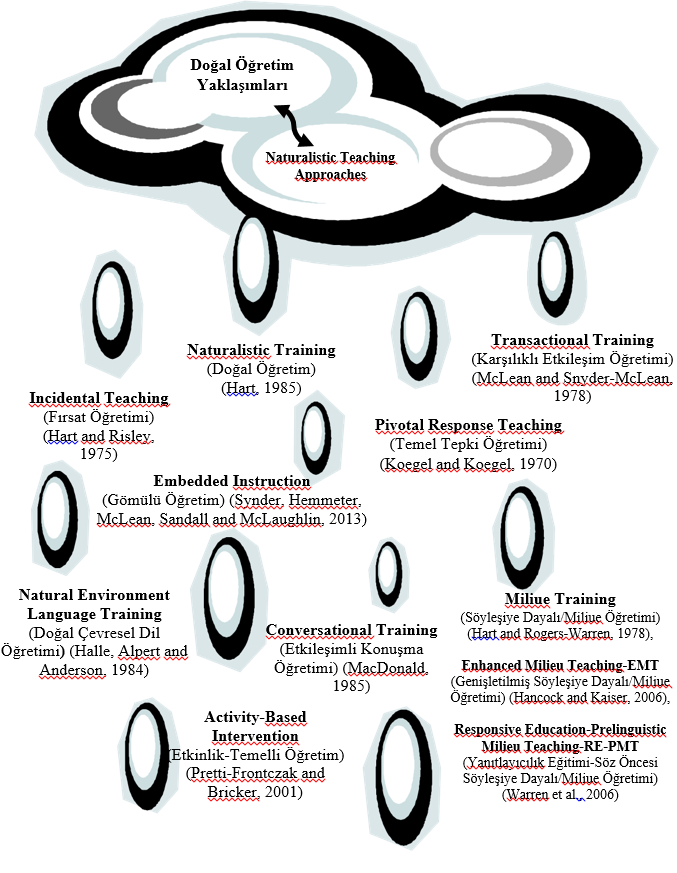 Doğal Öğretim
Yaklaşımları
Naturalistic Teaching
Approaches
Naturalistic Training
(Doğal Öğretim)
(Hart, 1985)
Transactional Training
(Karşılıklı Etkileşim Öğretimi)
(McLean and Snyder-McLean,
1978)
Incidental Teaching
(Fırsat Öğretimi)
(Hart and Risley,
1975)
Pivotal Response Teaching
(Temel Tepki Öğretimi)
(Koegel and Koegel, 1970)
Embedded Instruction
(Gömülü Öğretim) (Synder, Hemmeter,
McLean, Sandall and McLaughlin, 2013)
Natural Environment
Language Training
(Doğal Çevresel Dil
Öğretimi) (Halle, Alpert and
Anderson, 1984)
Conversational Training
(Etkileşimli Konuşma
Öğretimi) (MacDonald,
1985)
Miliue Training
(Söyleşiye Dayalı/Miliue Öğretimi)
(Hart and Rogers-Warren, 1978),
Enhanced Milieu Teaching-EMT
(Genişletilmiş Söyleşiye Dayalı/Miliue
Öğretimi) (Hancock and Kaiser, 2006),
Responsive Education-Prelinguistic
Milieu Teaching-RE-PMT
(Yanıtlayıcılık Eğitimi-Söz Öncesi
Söyleşiye Dayalı/Miliue Öğretimi)
(Warren et al., 2006)
Activity-Based
Intervention
(Etkinlik-Temelli Öğretim)
(Pretti-Frontczak and
Bricker, 2001)